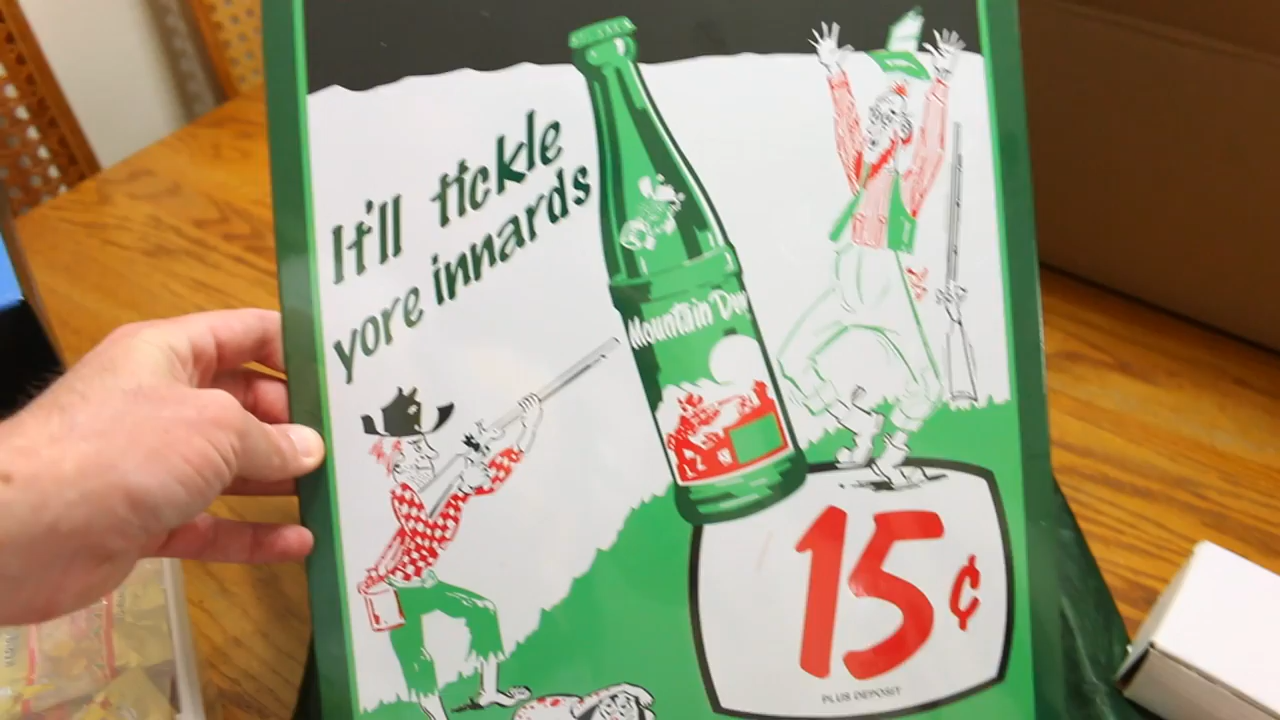 It'll tickle
yore innards
Mountain Dew
15¢
PLUS DEPOSIT